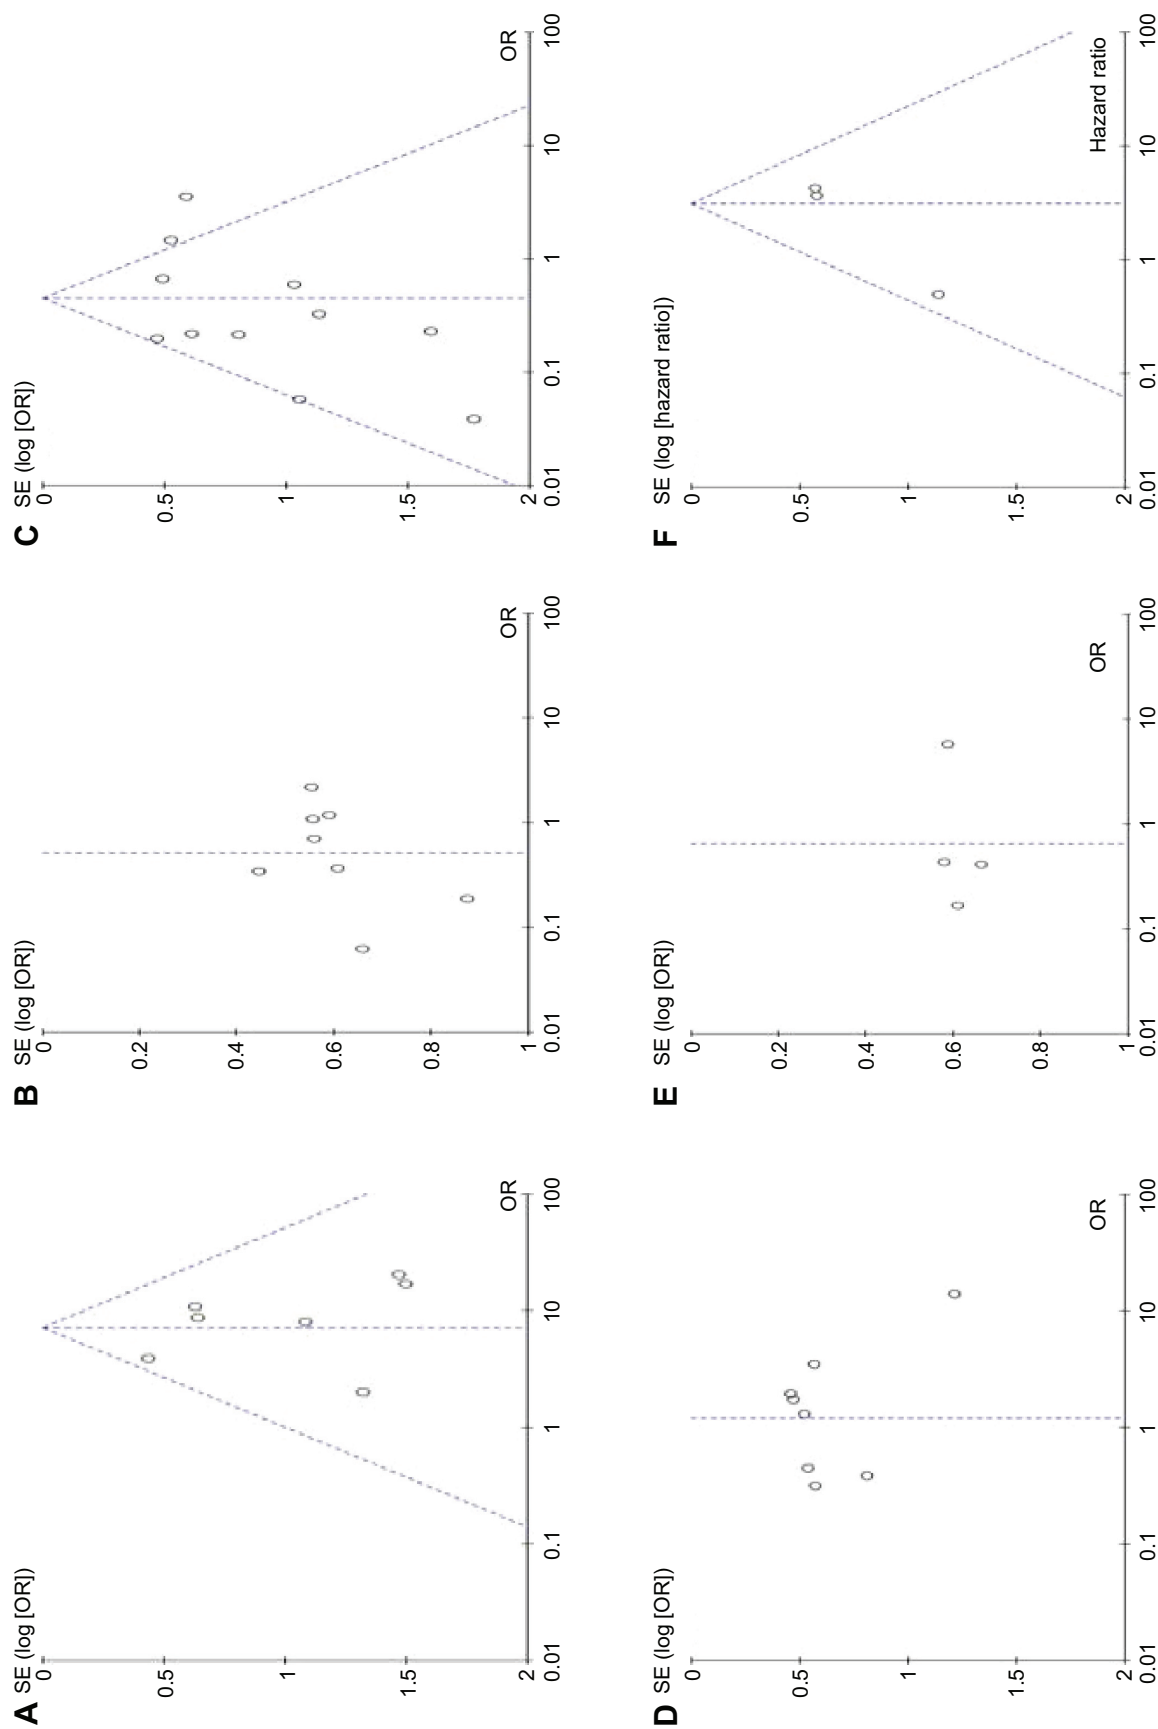 A SE (log [OR])
0
0.5
1
1.5
2
0.01 0.1 1 10 100
OR
B SE (log [OR])
0
0.2
0.4
0.6
0.8
1
0.01 0.1 1 10 100
OR
C SE (log [OR])
0
0.5
1
1.5
2
0.01 0.1 1 10 100
OR
D SE (log [OR])
0
0.5
1
1.5
2
0.01 0.1 1 10 100
OR
E SE (log [OR])
0
0.2
0.4
0.6
0.8
1
0.01 0.1 1 10 100
OR
F SE (log [hazard ratio])
0
0.5
1
1.5
2
0.01 0.1 1 10 100
Hazard ratio